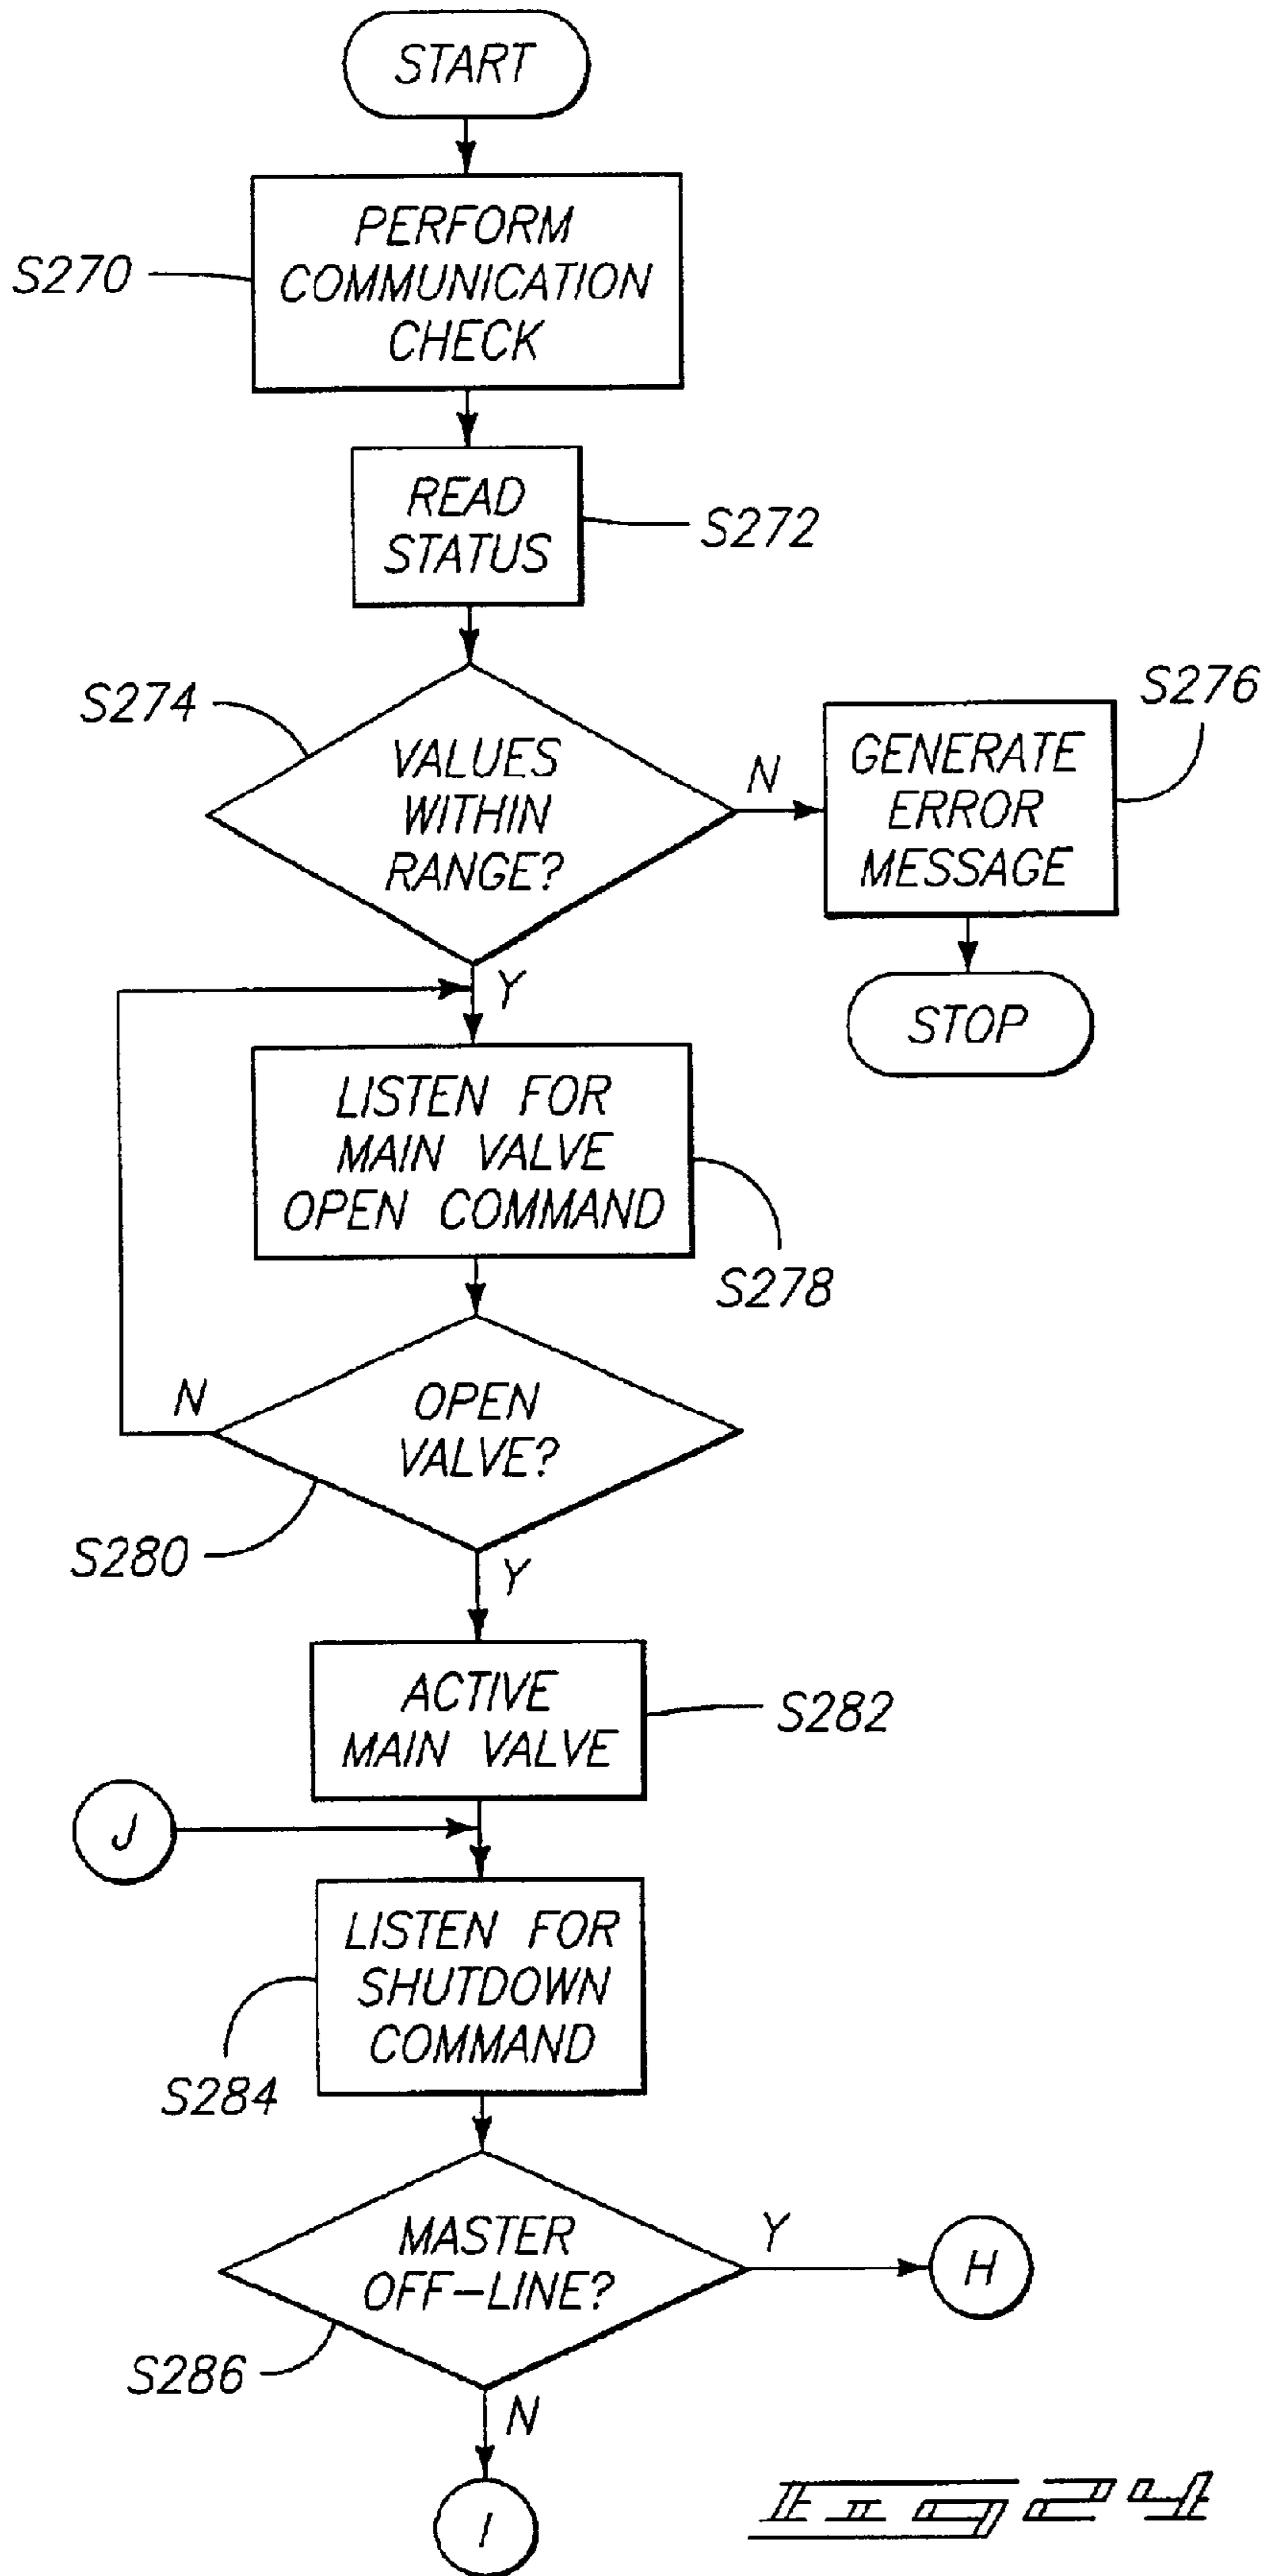 START
PERFORM
COMMUNICATION
CHECK
S270
READ
STATUS
S272
S274
VALUES
WITHIN
RANGE?
N
GENERATE
ERROR
MESSAGE
S276
Y
STOP
LISTEN FOR
MAIN VALVE
OPEN COMMAND
S278
N
OPEN
VALVE?
S280
Y
ACTIVE
MAIN VALVE
S282
J
LISTEN FOR
SHUTDOWN
COMMAND
S284
MASTER
OFF-LINE?
Y
H
S286
N
I
Fig 24